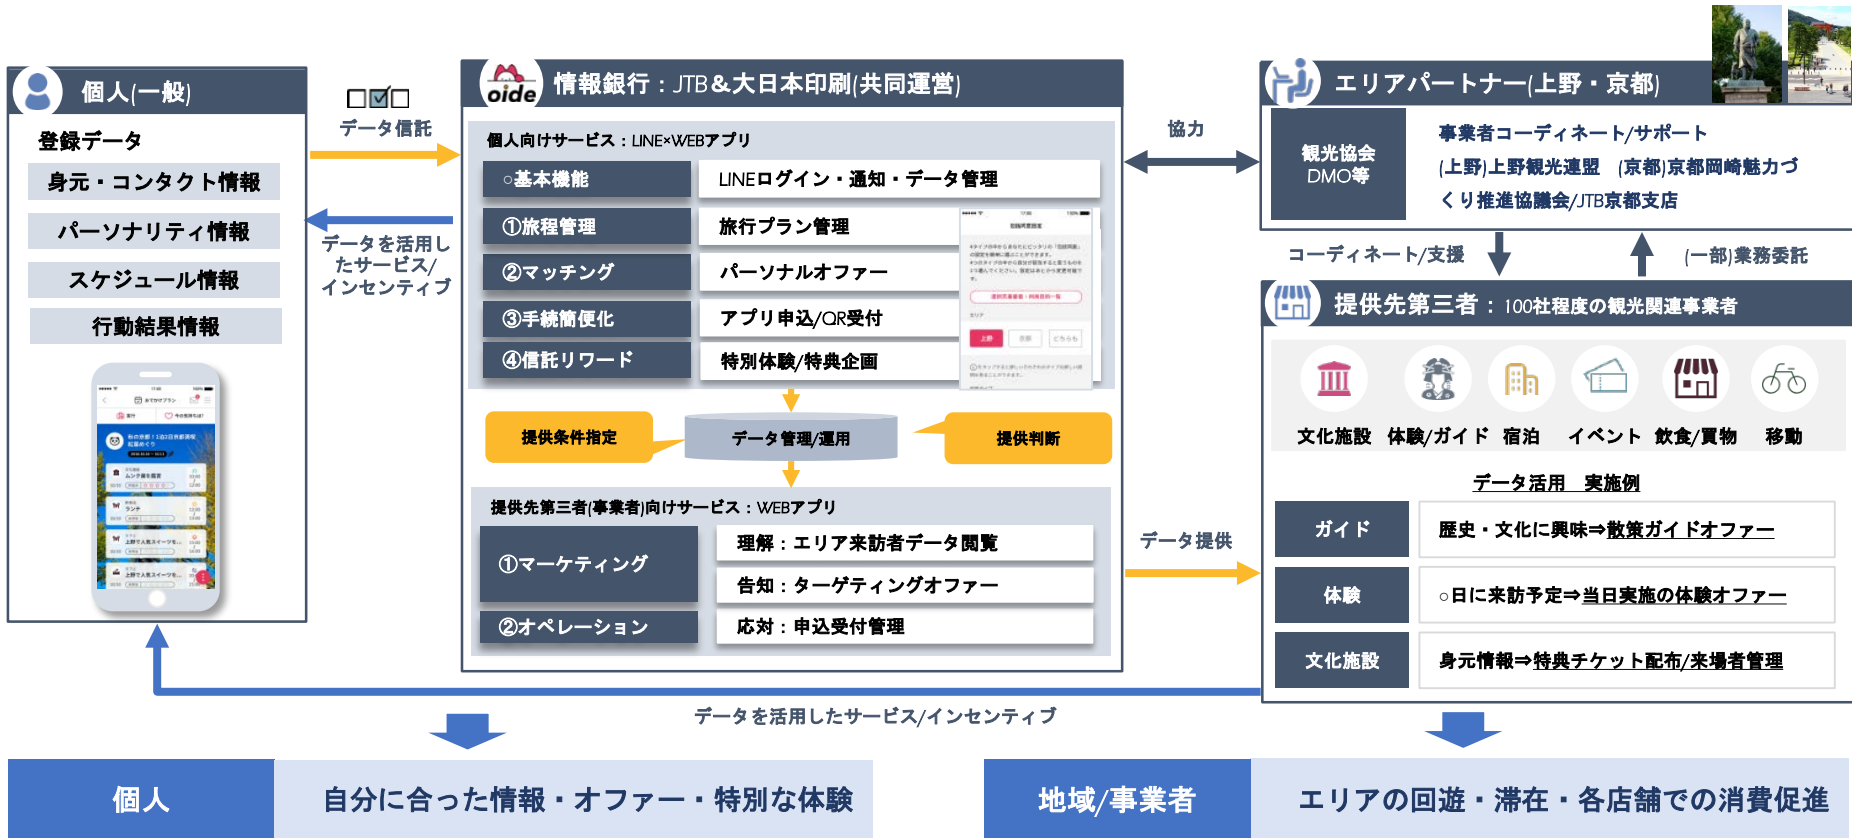 個人(一般)
登録データ
身元・コンタクト情報
パーソナリティ情報
スケジュール情報
行動結果情報
データ信託
データを活用し
たサービス/
インセンティブ
oide
情報銀行：JTB＆大日本印刷(共同運営)
個人向けサービス：LINE×WEBアプリ
○基本機能
LINEログイン・通知・データ管理
①旅程管理
旅行プラン管理
②マッチング
パーソナルオファー
③手続簡便化
アプリ申込/QR受付
④信託リワード
特別体験/特典企画
上野
京都
どちらも
提供条件指定
データ管理/運用
提供判断
提供先第三者(事業者)向けサービス：WEBアプリ
①マーケティング
理解：エリア来訪者データ閲覧
告知：ターゲティングオファー
②オペレーション
応対：申込受付管理
協力
データ提供
エリアパートナー(上野・京都)
観光協会
DMO等
事業者コーディネート/サポート
(上野)上野観光連盟　(京都)京都岡崎魅力づ
くり推進協議会/JTB京都支店
コーディネート/支援
(一部)業務委託
提供先第三者：100社程度の観光関連事業者
文化施設
体験/ガイド
宿泊
イベント
飲食/買物
移動
データ活用　実施例
ガイド
歴史・文化に興味⇒散策ガイドオファー
体験
○日に来訪予定⇒当日実施の体験オファー
文化施設
身元情報⇒特典チケット配布/来場者管理
データを活用したサービス/インセンティブ
個人
自分に合った情報・オファー・特別な体験
地域/事業者
エリアの回遊・滞在・各店舗での消費促進